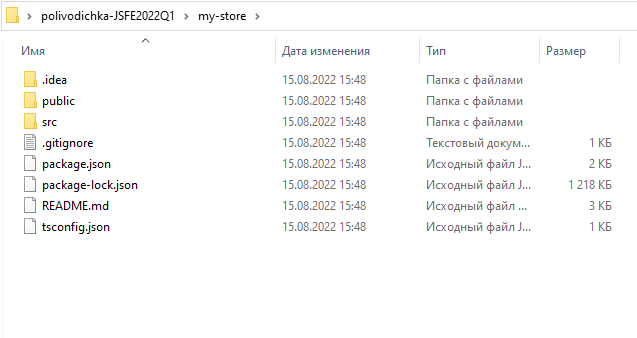 polivodichka-JSFE2022Q1 > my-store >
Имя Дата изменения Тип Размер
.idea 15.08.2022 15:48 Папка с файлами
public 15.08.2022 15:48 Папка с файлами
src 15.08.2022 15:48 Папка с файлами
.gitignore 15.08.2022 15:48 Текстовый докум... 1 КБ
package.json 15.08.2022 15:48 Исходный файл J... 2 КБ
package-lock.json 15.08.2022 15:48 Исходный файл J... 1 218 КБ
README.md 15.08.2022 15:48 Исходный файл ... 3 КБ
tsconfig.json 15.08.2022 15:48 Исходный файл J... 1 КБ